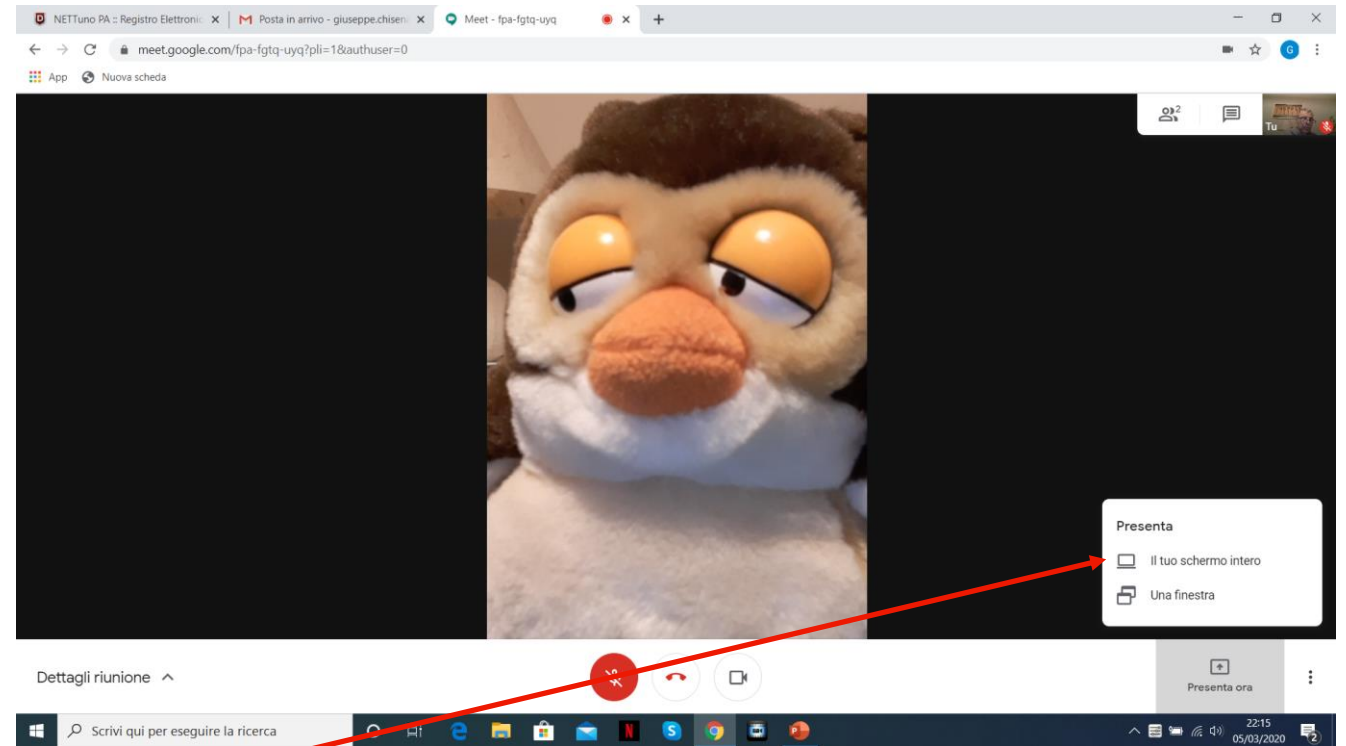 NETTuno PA :: Registro Elettronic
Posta in arrivo - giuseppe.chisen
Meet - fpa-fgtq-uyq
meet.google.com/fpa-fgtq-uyq?pli=1&authuser=0
G
App
Nuova scheda
2
Tu
Presenta
Il tuo schermo intero
Una finestra
Dettagli riunione
Presenta ora
Scrivi qui per eseguire la ricerca
22:15
05/03/2020
2